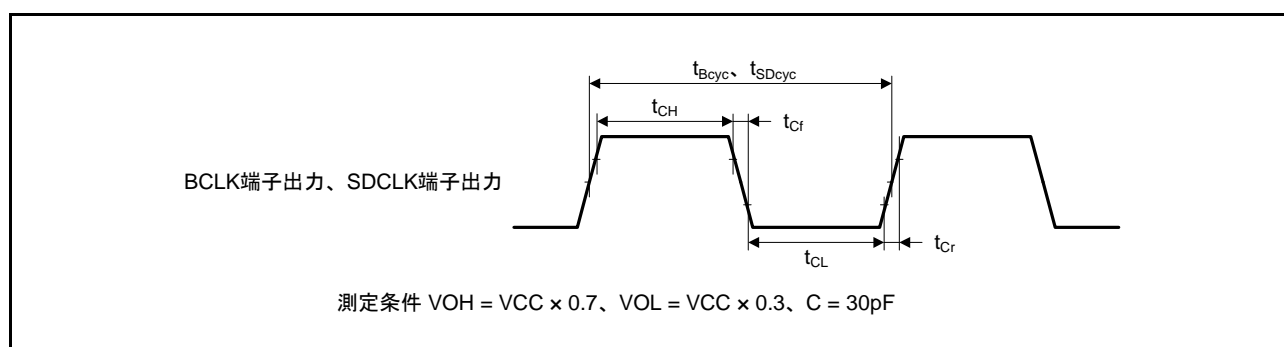 tBcyc、tSDcyc
tCH
tCf
BCLK端子出力、SDCLK端子出力
tCL
tCr
測定条件 VOH = VCC × 0.7、VOL = VCC × 0.3、C = 30pF